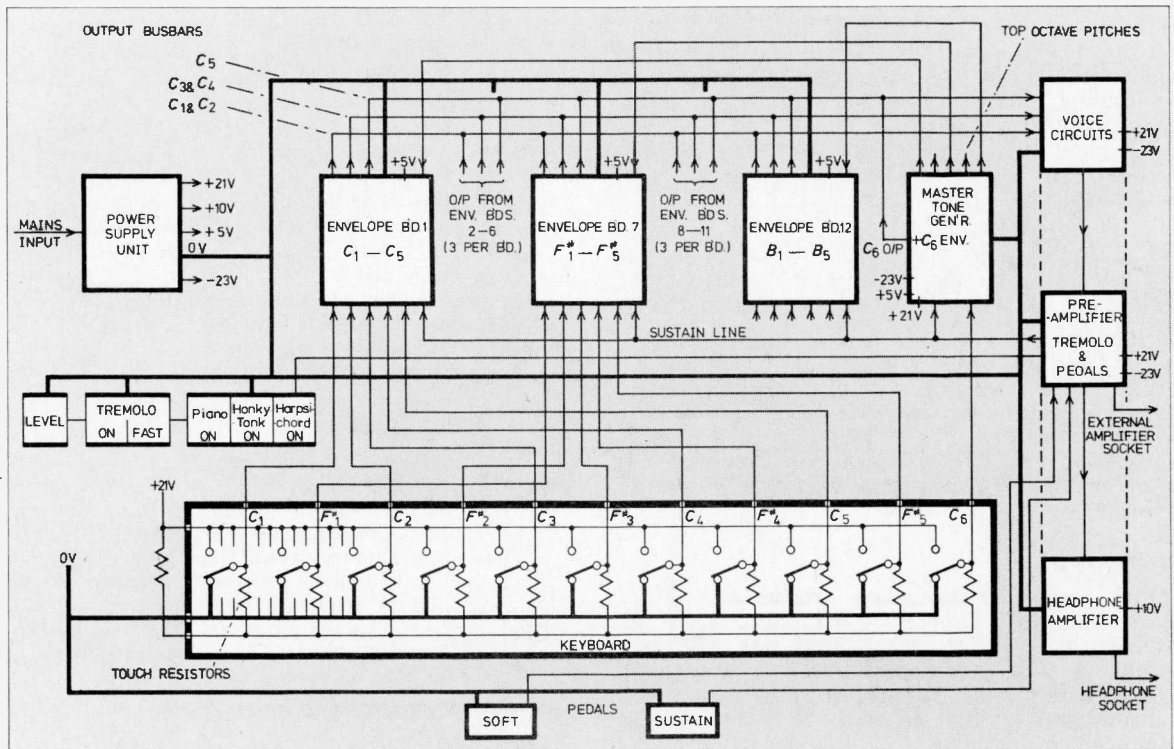 OUTPUT BUSBARS
C5
C3& C4
C1& C2
TOP OCTAVE PITCHES
MAINS
INPUT
POWER
SUPPLY
UNIT
+21V
+10V
+5V
0V
-23V
+5V
ENVELOPE BD.1
C1 — C5
O/P FROM
ENV. BDS.
2—6
(3 PER BD.)
+5V
ENVELOPE BD. 7
F#1 — F#5
O/P FROM
ENV. BDS.
8—11
(3 PER BD.)
+5V
ENVELOPE BD.12
B1 — B5
MASTER
TONE
GEN'R.
C6 ENV.
C6 O/P
-23V
+5V
+21V
VOICE
CIRCUITS
+21V
-23V
PRE-
-AMPLIFIER
TREMOLO
&
PEDALS
+21V
-23V
EXTERNAL
AMPLIFIER
SOCKET
SUSTAIN LINE
LEVEL
TREMOLO
ON
FAST
Piano
ON
Honky
-Tonk
ON
Harpsi-
chord
ON
+21V
0V
C1
F#1
C2
F#2
C3
F#3
C4
F#4
C5
F#5
C6
KEYBOARD
TOUCH RESISTORS
HEADPHONE
AMPLIFIER
+10V
HEADPHONE
SOCKET
SOFT
PEDALS
SUSTAIN